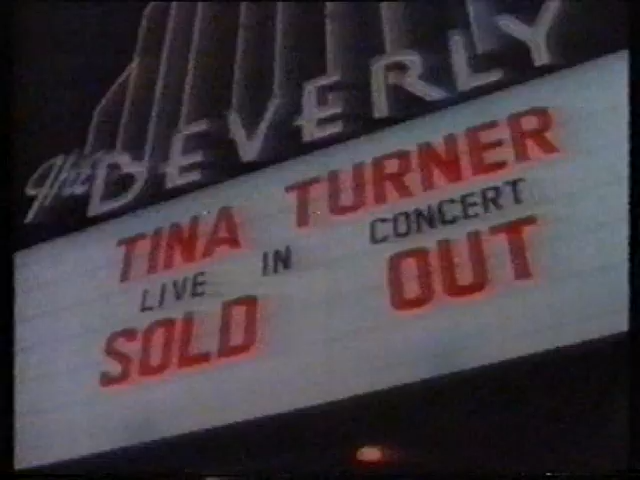 The BEVERLY
TINA TURNER
LIVE IN CONCERT
SOLD OUT